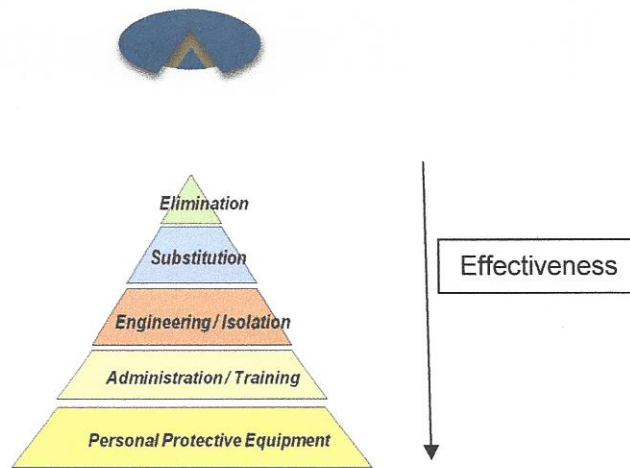 Elimination
Substitution
Engineering / Isolation
Administration / Training
Personal Protective Equipment
Effectiveness